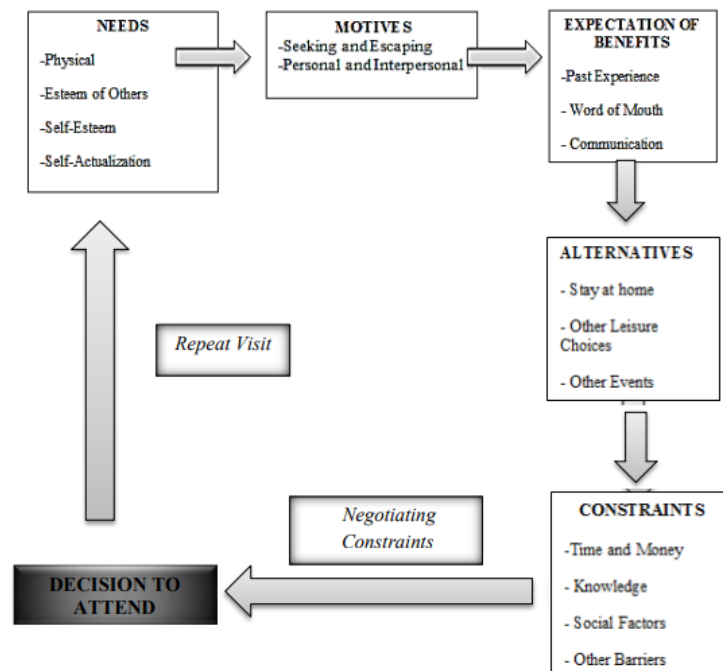 NEEDS
-Physical
-Esteem of Others
-Self-Esteem
-Self-Actualization
MOTIVES
-Seeking and Escaping
-Personal and Interpersonal
EXPECTATION OF
BENEFITS
-Past Experience
- Word of Mouth
- Communication
ALTERNATIVES
- Stay at home
- Other Leisure
Choices
- Other Events
CONSTRAINTS
-Time and Money
- Knowledge
- Social Factors
- Other Barriers
Negotiating
Constraints
DECISION TO
ATTEND
Repeat Visit